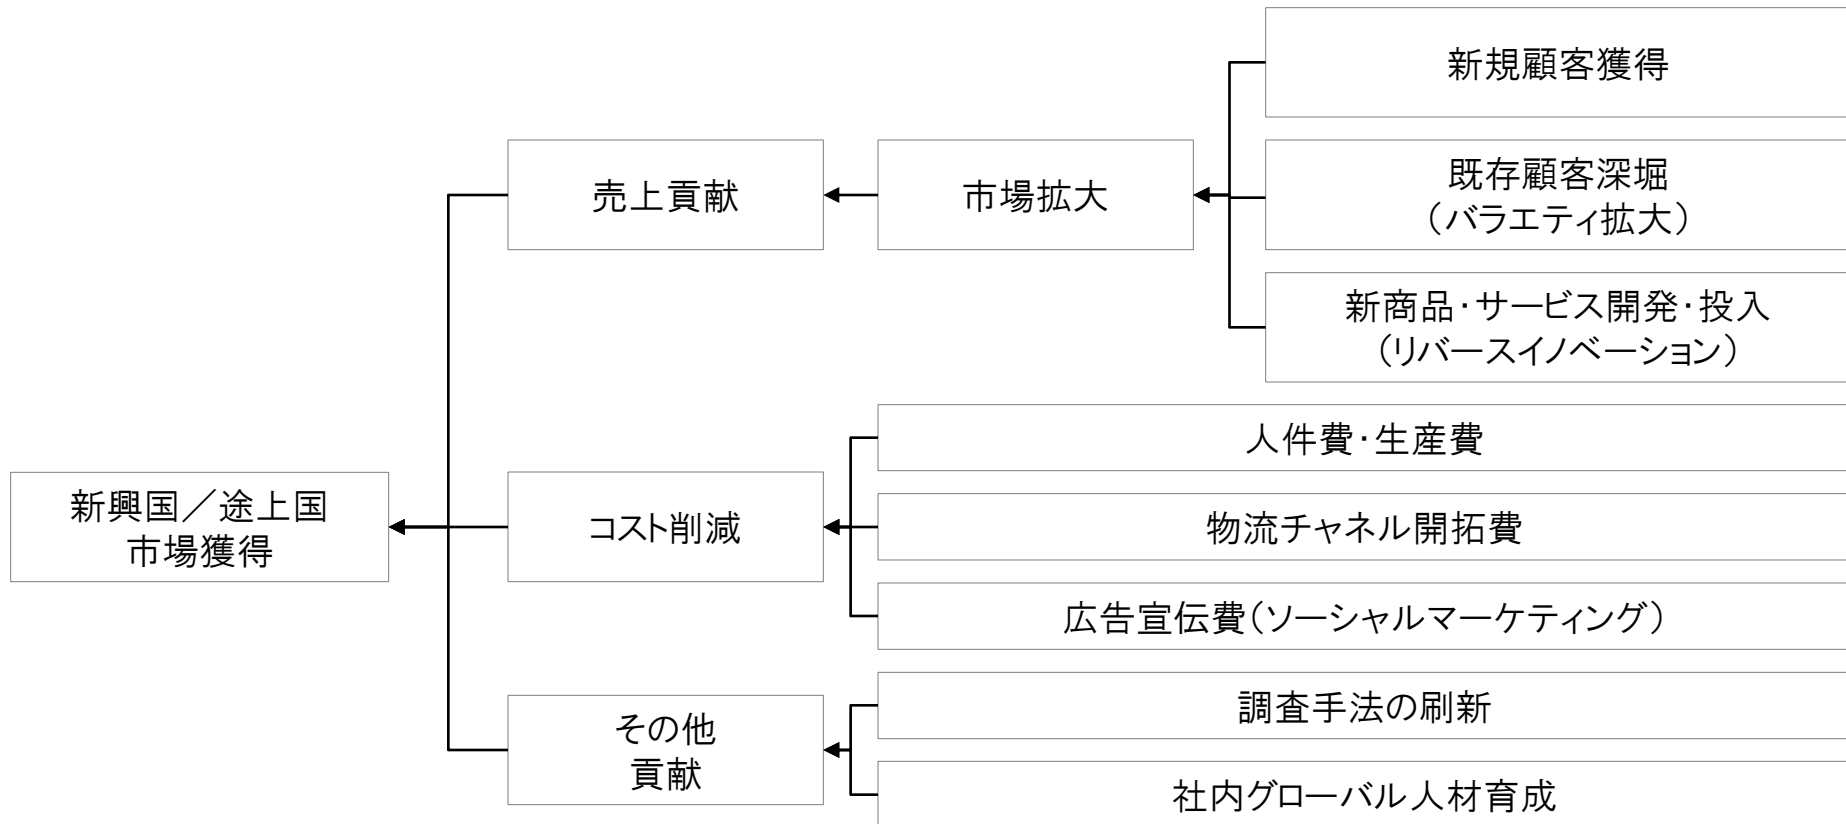 新規顧客獲得
売上貢献
市場拡大
既存顧客深堀
（バラエティ拡大）
新商品・サービス開発・投入
（リバースイノベーション）
人件費・生産費
新興国／途上国
市場獲得
コスト削減
物流チャネル開拓費
広告宣伝費（ソーシャルマーケティング）
その他
貢献
調査手法の刷新
社内グローバル人材育成